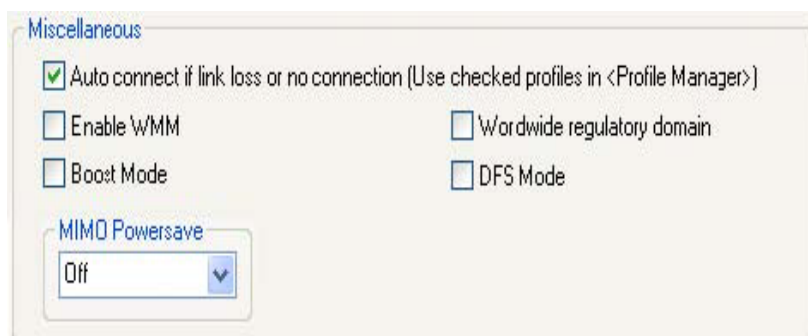 Miscellaneous
Auto connect if link loss or no connection (Use checked profiles in <Profile Manager>)
Enable WMM
Wordwide regulatory domain
Boost Mode
DFS Mode
MIMO Powersave
Off